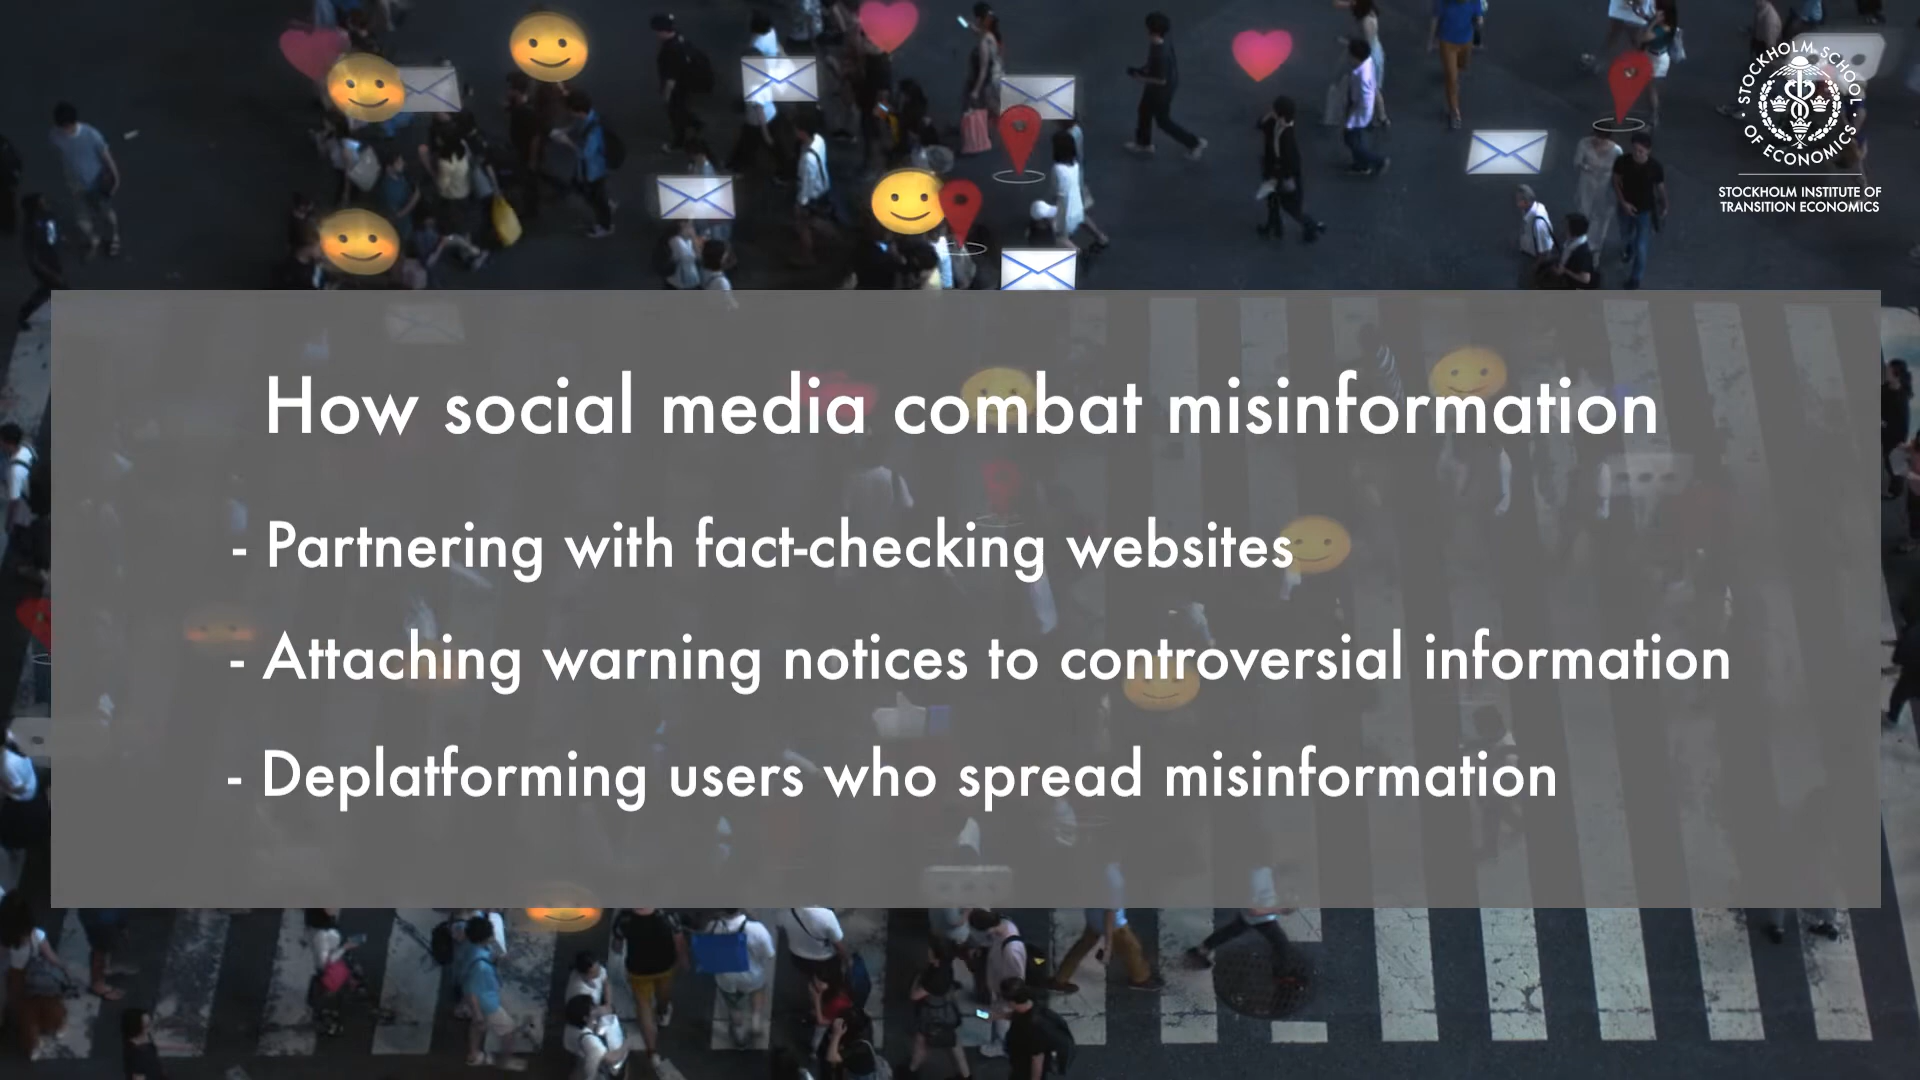 STOCKHOLM SCHOOL
OF ECONOMICS
STOCKHOLM INSTITUTE OF
TRANSITION ECONOMICS
How social media combat misinformation
- Partnering with fact-checking websites
- Attaching warning notices to controversial information
- Deplatforming users who spread misinformation